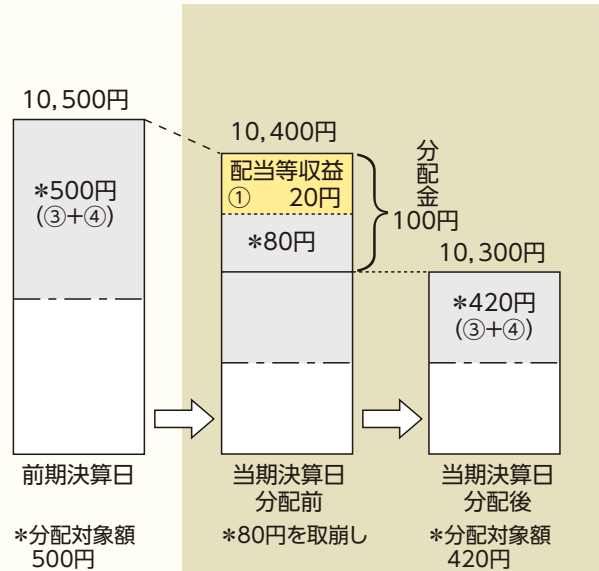 10,500円
*500円
(③+④)
前期決算日
*分配対象額
500円
10,400円
配当等収益
① 20円
*80円
分配金
100円
当期決算日
分配前
*80円を取崩し
10,300円
*420円
(③+④)
当期決算日
分配後
*分配対象額
420円